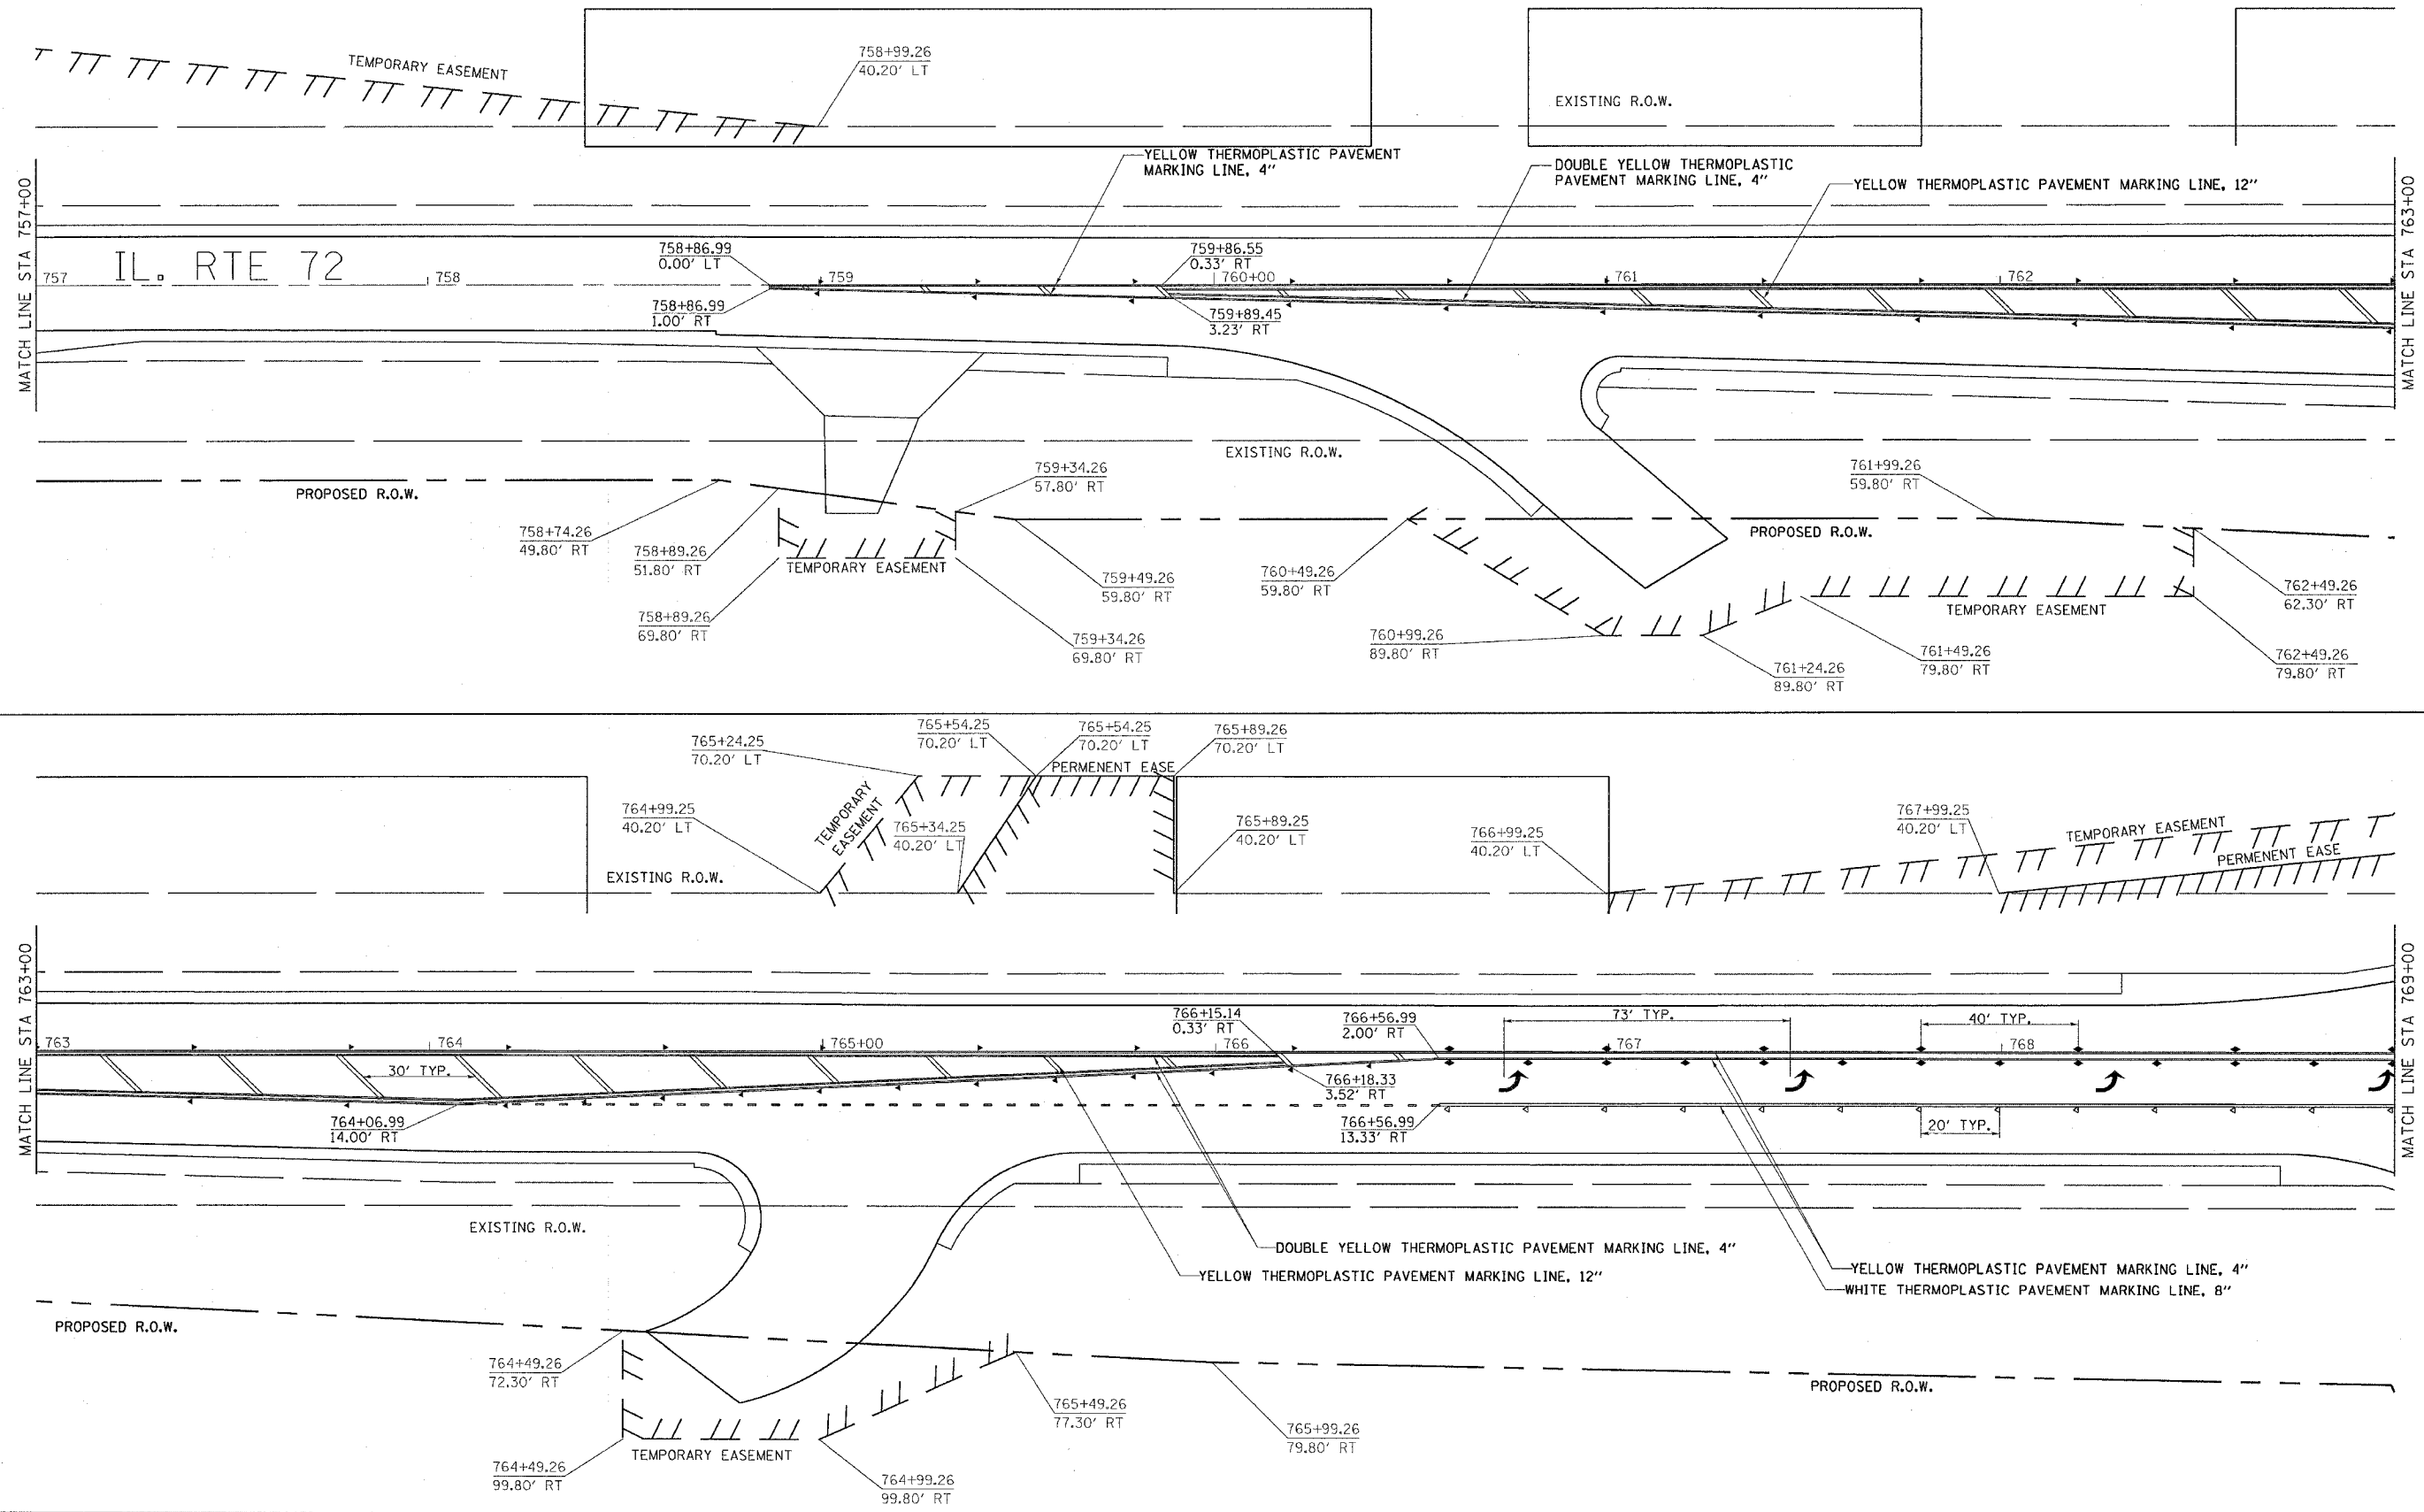 TEMPORARY EASEMENT
758+99.26
40.20' LT
EXISTING R.O.W.
YELLOW THERMOPLASTIC PAVEMENT
MARKING LINE, 4"
DOUBLE YELLOW THERMOPLASTIC
PAVEMENT MARKING LINE, 4"
YELLOW THERMOPLASTIC PAVEMENT MARKING LINE, 12"
MATCH LINE STA 757+00
MATCH LINE STA 763+00
IL. RTE 72
757
758
758+86.99
0.00' LT
759
759+86.55
0.33' RT
760+00
761
762
758+86.99
1.00' RT
759+89.45
3.23' RT
EXISTING R.O.W.
PROPOSED R.O.W.
759+34.26
57.80' RT
761+99.26
59.80' RT
758+74.26
49.80' RT
758+89.26
51.80' RT
TEMPORARY EASEMENT
759+49.26
59.80' RT
760+49.26
59.80' RT
PROPOSED R.O.W.
762+49.26
62.30' RT
TEMPORARY EASEMENT
758+89.26
69.80' RT
759+34.26
69.80' RT
760+99.26
89.80' RT
761+24.26
89.80' RT
761+49.26
79.80' RT
762+49.26
79.80' RT
765+24.25
70.20' LT
765+54.25
70.20' LT
765+54.25
70.20' LT
765+89.26
70.20' LT
PERMENENT EASE
TEMPORARY
EASEMENT
764+99.25
40.20' LT
765+34.25
40.20' LT
765+89.25
40.20' LT
766+99.25
40.20' LT
767+99.25
40.20' LT
TEMPORARY EASEMENT
PERMENENT EASE
EXISTING R.O.W.
MATCH LINE STA 763+00
MATCH LINE STA 769+00
763
764
765+00
766
767
768
766+15.14
0.33' RT
766+56.99
2.00' RT
73' TYP.
40' TYP.
30' TYP.
764+06.99
14.00' RT
766+18.33
3.52' RT
766+56.99
13.33' RT
20' TYP.
EXISTING R.O.W.
DOUBLE YELLOW THERMOPLASTIC PAVEMENT MARKING LINE, 4"
YELLOW THERMOPLASTIC PAVEMENT MARKING LINE, 12"
YELLOW THERMOPLASTIC PAVEMENT MARKING LINE, 4"
WHITE THERMOPLASTIC PAVEMENT MARKING LINE, 8"
PROPOSED R.O.W.
764+49.26
72.30' RT
PROPOSED R.O.W.
765+49.26
77.30' RT
765+99.26
79.80' RT
TEMPORARY EASEMENT
764+49.26
99.80' RT
764+99.26
99.80' RT